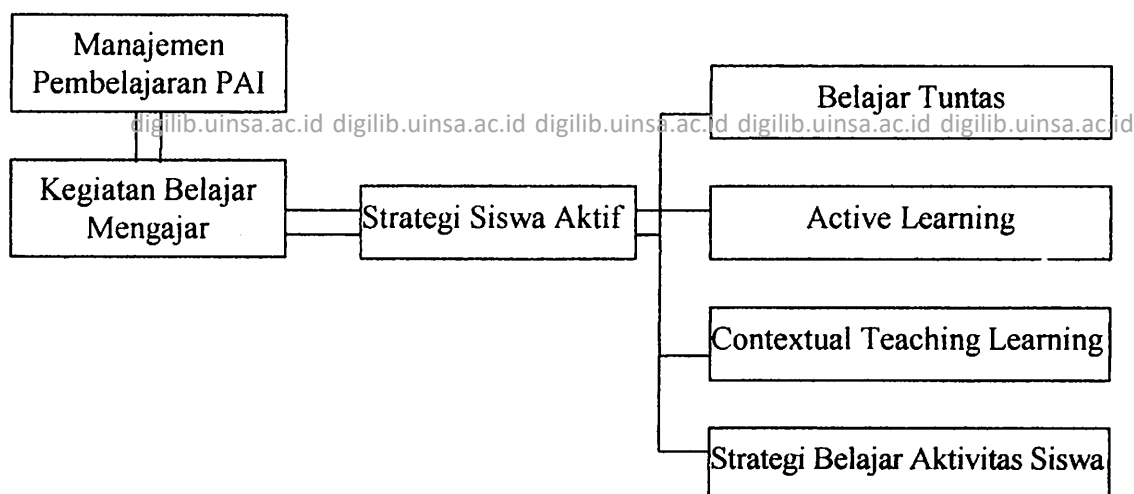 Manajemen
Pembelajaran PAI
Belajar Tuntas
digilib.uinsa.ac.id digilib.uinsa.ac.id digilib.uinsa.ac.id digilib.uinsa.ac.id digilib.uinsa.ac.id
Kegiatan Belajar
Mengajar
Strategi Siswa Aktif
Active Learning
Contextual Teaching Learning
Strategi Belajar Aktivitas Siswa